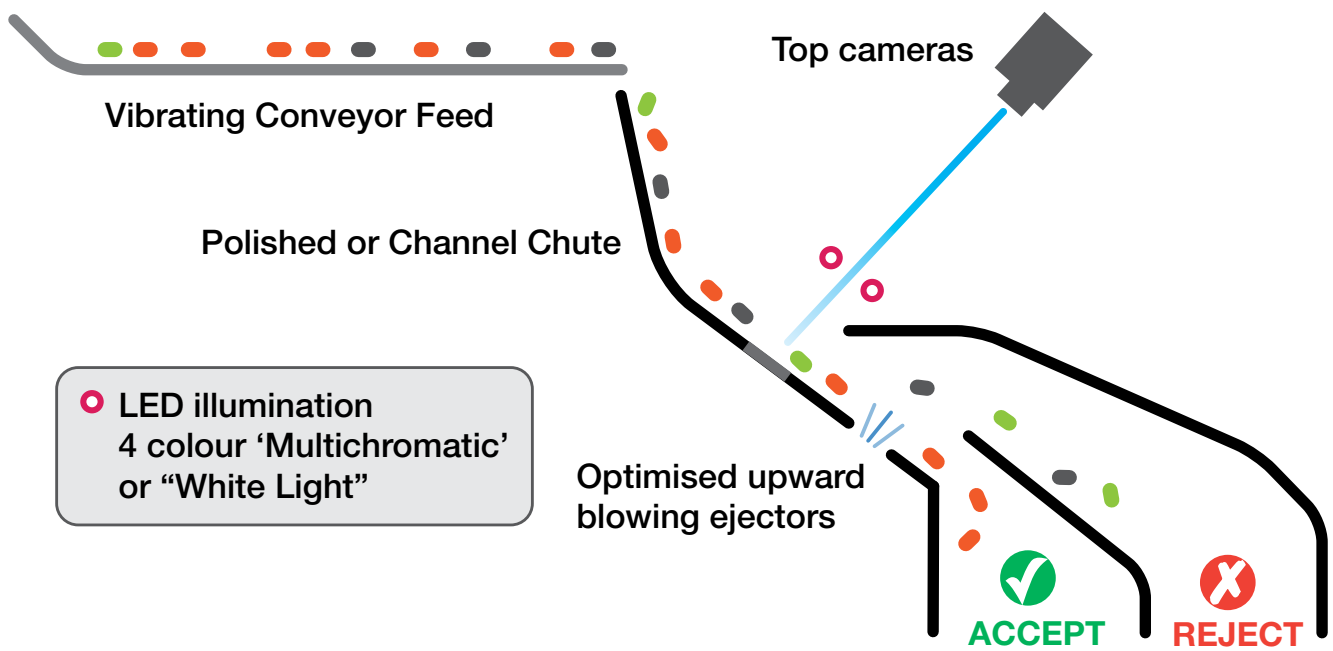 Top cameras
Vibrating Conveyor Feed
Polished or Channel Chute
LED illumination
4 colour ‘Multichromatic’
or “White Light”
Optimised upward
blowing ejectors
ACCEPT
REJECT